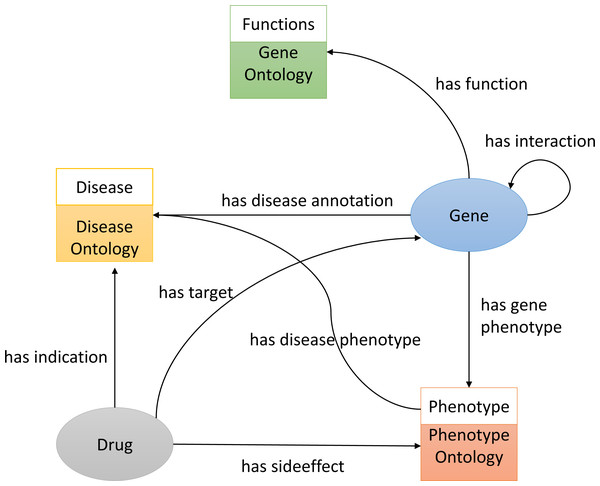 Functions
Gene
Ontology
has function
has interaction
Disease
Disease
Ontology
has disease annotation
Gene
has target
has gene
phenotype
has disease phenotype
has indication
Phenotype
Phenotype
Ontology
Drug
has sideeffect